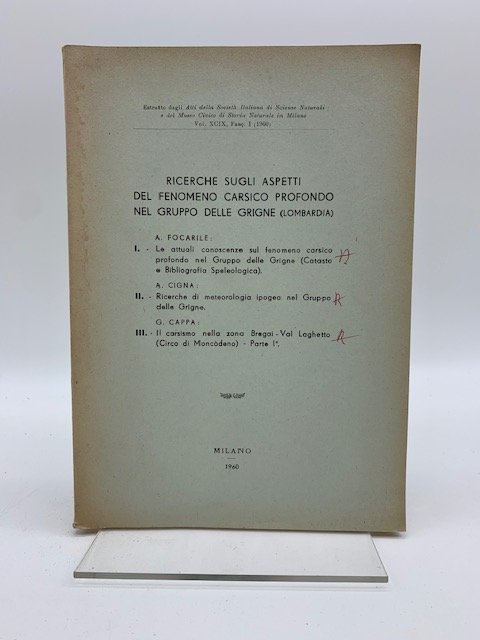 Estratto dagli Atti della Società Italiana di Scienze Naturali
e del Museo Civico di Storia Naturale in Milano
Vol. XCIX, Fasc. I (1960)
RICERCHE SUGLI ASPETTI
DEL FENOMENO CARSICO PROFONDO
NEL GRUPPO DELLE GRIGNE (LOMBARDIA)
A. FOCARILE:
I. - Le attuali conoscenze sul fenomeno carsico
profondo nel Gruppo delle Grigne (Catasto
e Bibliografia Speleologica).
A. CIGNA:
II. - Ricerche di meteorologia ipogea nel Gruppo
delle Grigne.
G. CAPPA:
III. - Il carsismo nella zona Bregai - Val Laghetto
(Circo di Moncòdeno) - Parte Iª.
MILANO
1960